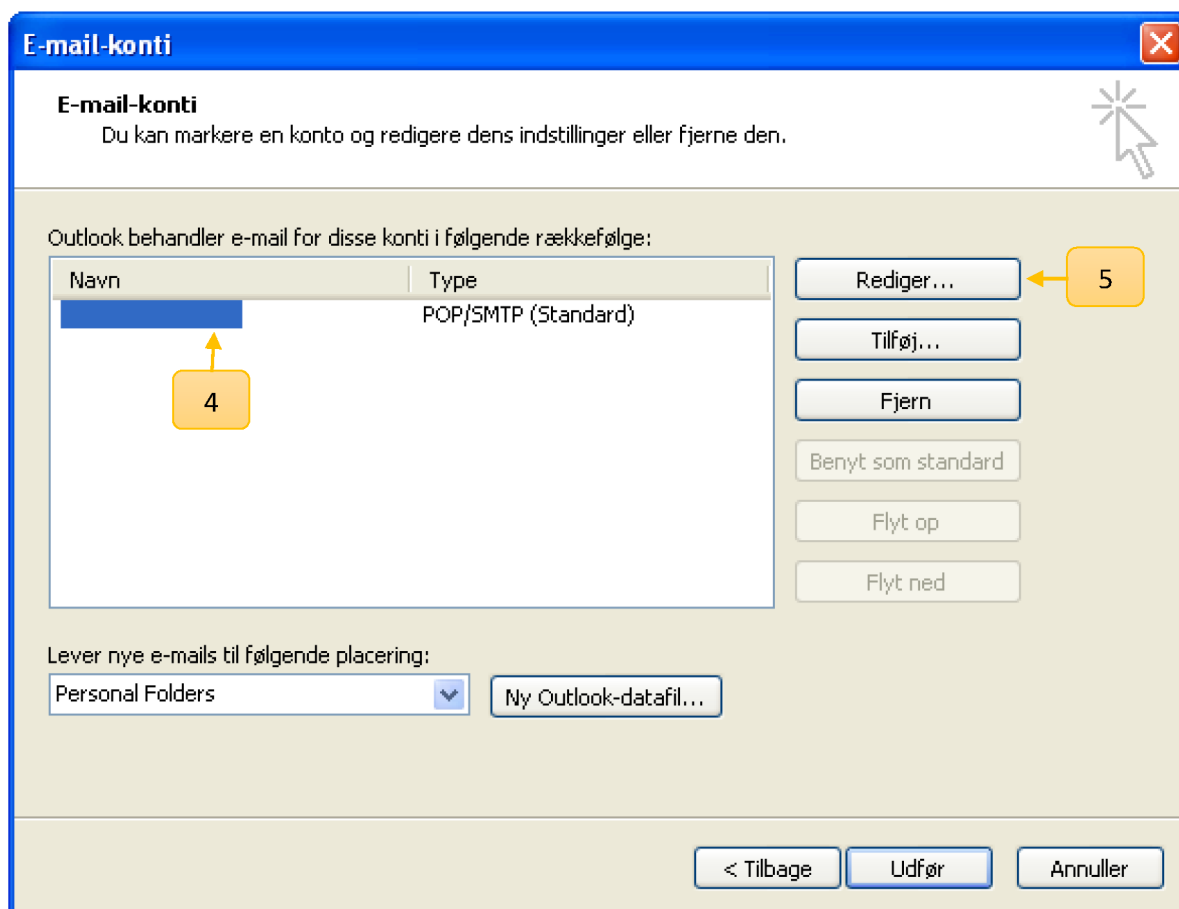 E-mail-konti
E-mail-konti
Du kan markere en konto og redigere dens indstillinger eller fjerne den.
Outlook behandler e-mail for disse konti i følgende rækkefølge:
Navn Type
POP/SMTP (Standard)
4
Rediger...
5
Tilføj...
Fjern
Benyt som standard
Flyt op
Flyt ned
Lever nye e-mails til følgende placering:
Personal Folders
Ny Outlook-datafil...
< Tilbage Udfør Annuller